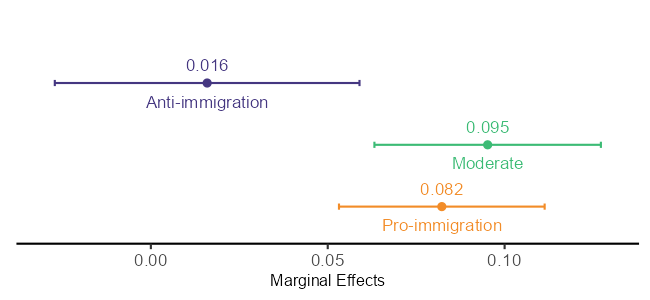 0.016
Anti-immigration
0.095
Moderate
0.082
Pro-immigration
0.00 0.05 0.10
Marginal Effects